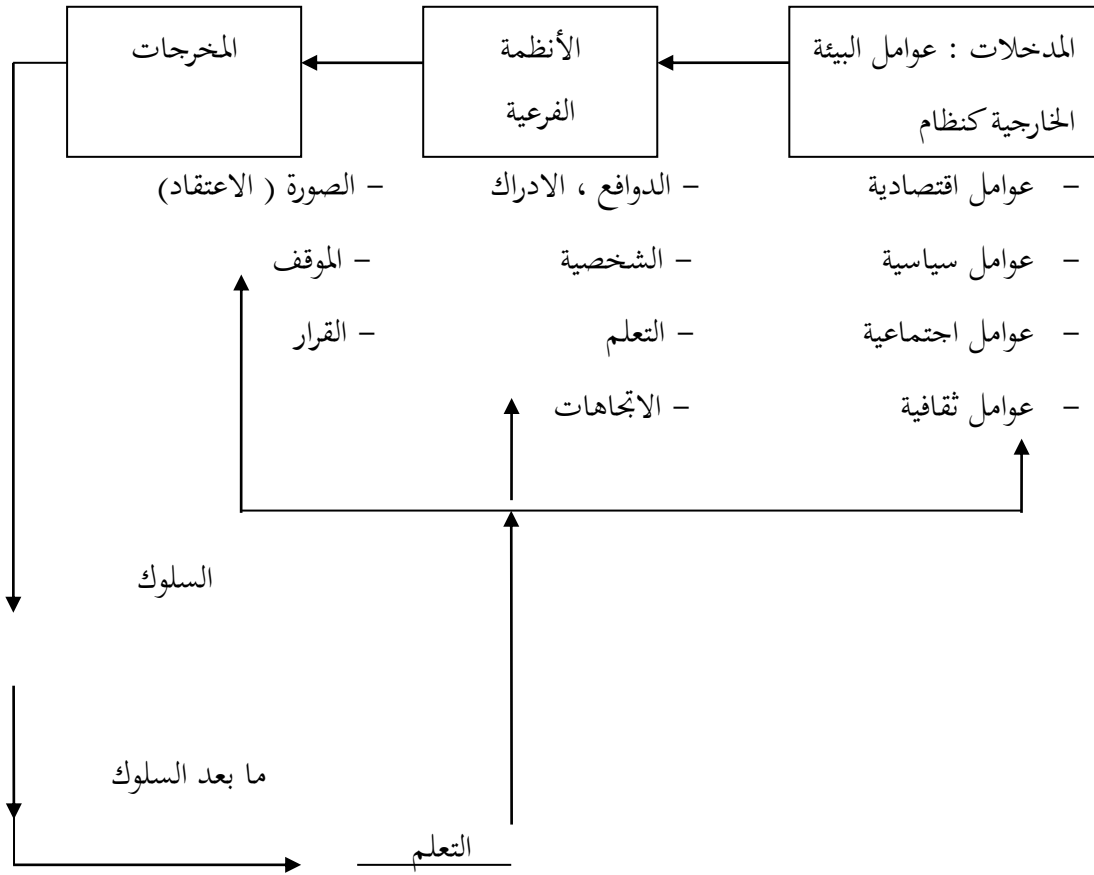 المدخلات : عوامل البيئة
الخارجية كنظام
الأنظمة
الفرعية
المخرجات
- عوامل اقتصادية
- عوامل سياسية
- عوامل اجتماعية
- عوامل ثقافية
- الدوافع ، الادراك
- الشخصية
- التعلم
- الاتجاهات
- الصورة ( الاعتقاد)
- الموقف
- القرار
السلوك
ما بعد السلوك
التعلم